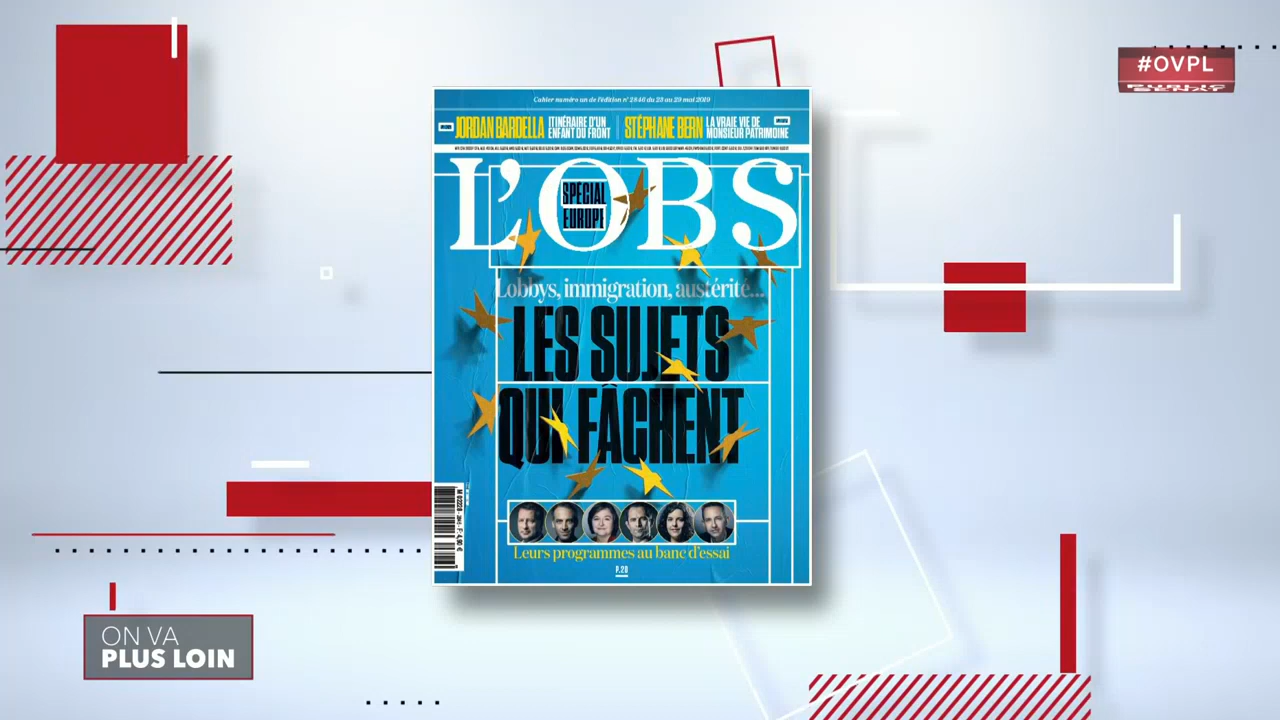 #OVPL
PUBLIC
SENAT
Cahier numéro un de l'édition n° 2846 du 23 au 29 mai 2019
JORDAN BARDELLA ITINÉRAIRE D'UN
ENFANT DU FRONT
STÉPHANE BERN LA VRAIE VIE DE
MONSIEUR PATRIMOINE
L'OBS
SPÉCIAL
EUROPE
Lobbys, immigration, austérité...
LES SUJETS
QUI FÂCHENT
Leurs programmes au banc d'essai
P.28
ON VA
PLUS LOIN